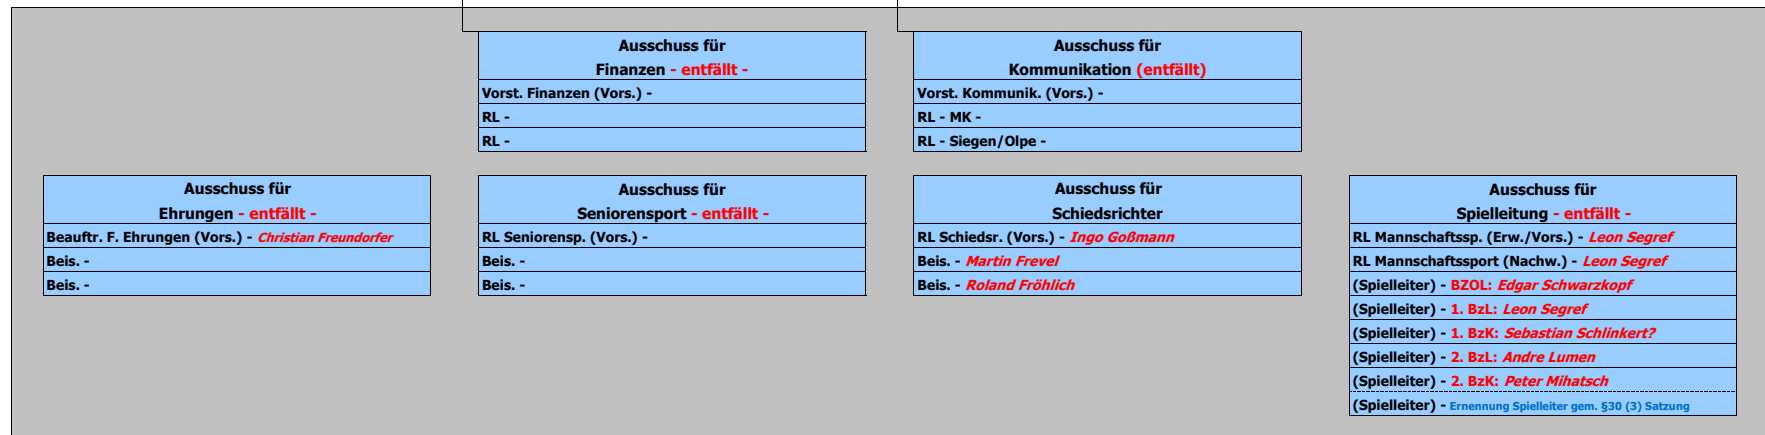 Ausschuss für
Finanzen - entfällt -
Vorst. Finanzen (Vors.) -
RL -
RL -
Ausschuss für
Kommunikation (entfällt)
Vorst. Kommunik. (Vors.) -
RL - MK -
RL - Siegen/Olpe -
Ausschuss für
Ehrungen - entfällt -
Beauftr. F. Ehrungen (Vors.) - Christian Freundorfer
Beis. -
Beis. -
Ausschuss für
Seniorensport - entfällt -
RL Seniorensp. (Vors.) -
Beis. -
Beis. -
Ausschuss für
Schiedsrichter
RL Schiedsr. (Vors.) - Ingo Goßmann
Beis. - Martin Frevel
Beis. - Roland Fröhlich
Ausschuss für
Spielleitung - entfällt -
RL Mannschaftssp. (Erw./Vors.) - Leon Segref
RL Mannschaftssport (Nachw.) - Leon Segref
(Spielleiter) - BZOL: Edgar Schwarzkopf
(Spielleiter) - 1. BzL: Leon Segref
(Spielleiter) - 1. BzK: Sebastian Schlinkert?
(Spielleiter) - 2. BzL: Andre Lumen
(Spielleiter) - 2. BzK: Peter Mihatsch
(Spielleiter) - Ernennung Spielleiter gem. §30 (3) Satzung